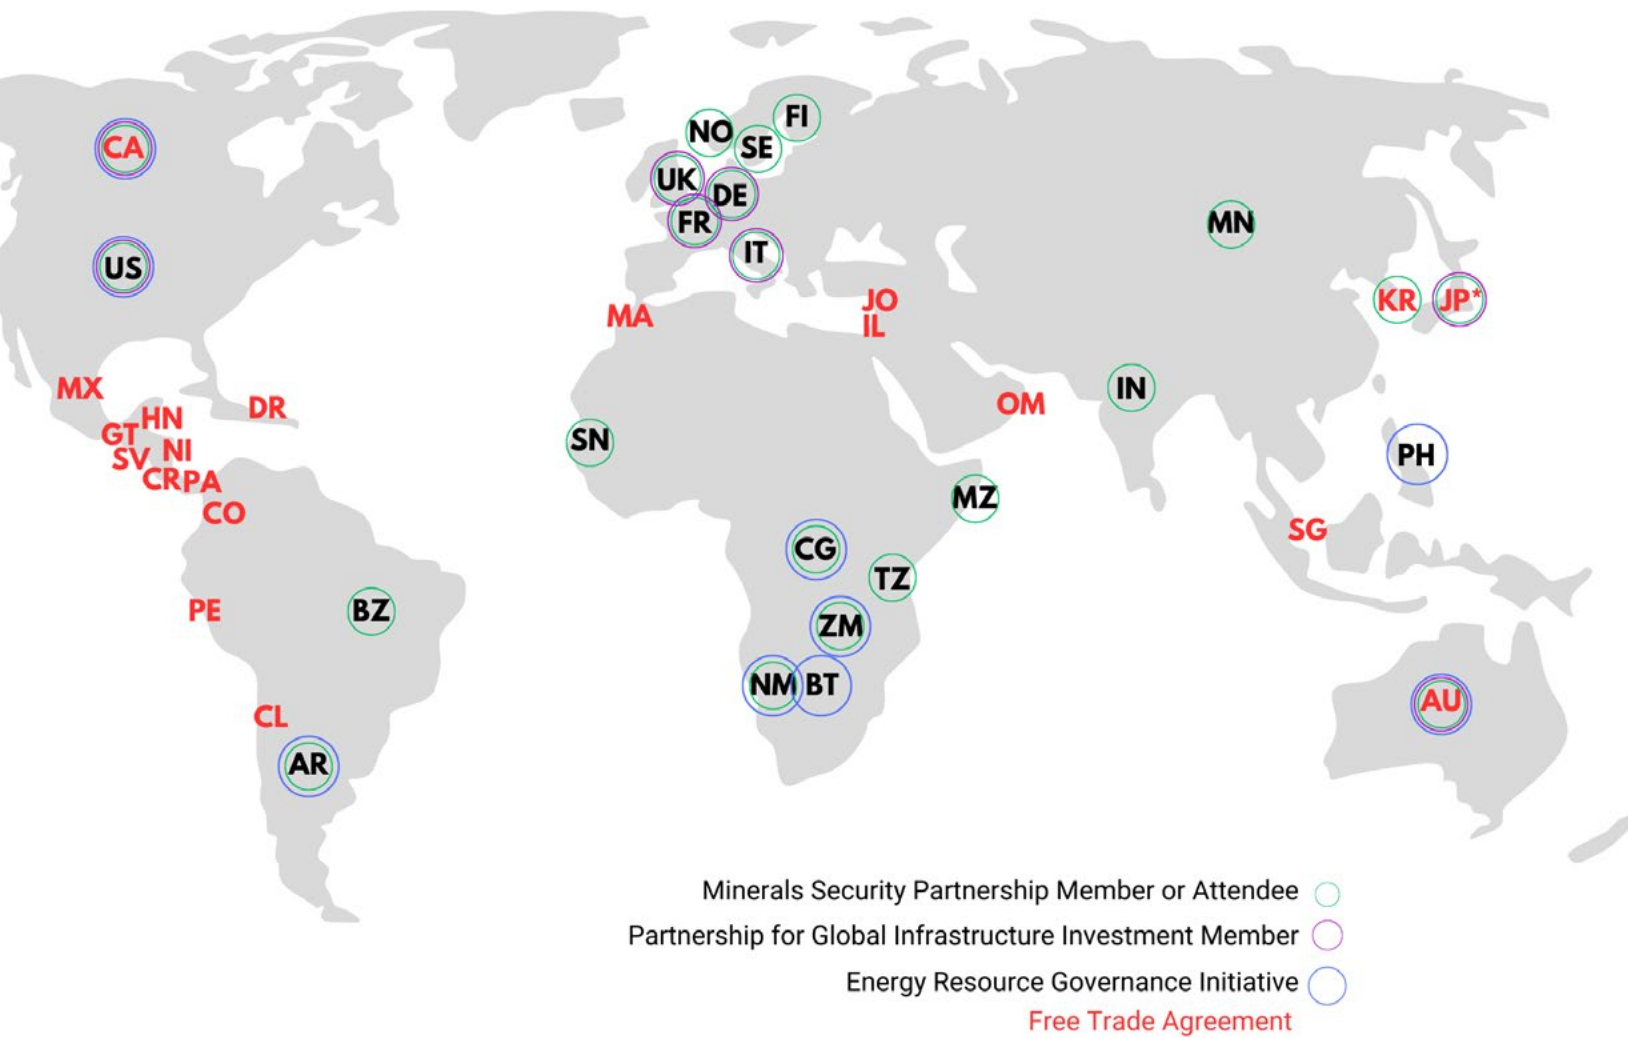 FI
NO
SE
CA
UK
DE
FR
MN
IT
US
KR
JP*
JO
MA
IL
MX
IN
OM
DR
HN
GT
NI
SN
SV
PH
CR
PA
MZ
CO
SG
CG
TZ
PE
BZ
ZM
NM
BT
AU
CL
AR
Minerals Security Partnership Member or Attendee
Partnership for Global Infrastructure Investment Member
Energy Resource Governance Initiative
Free Trade Agreement